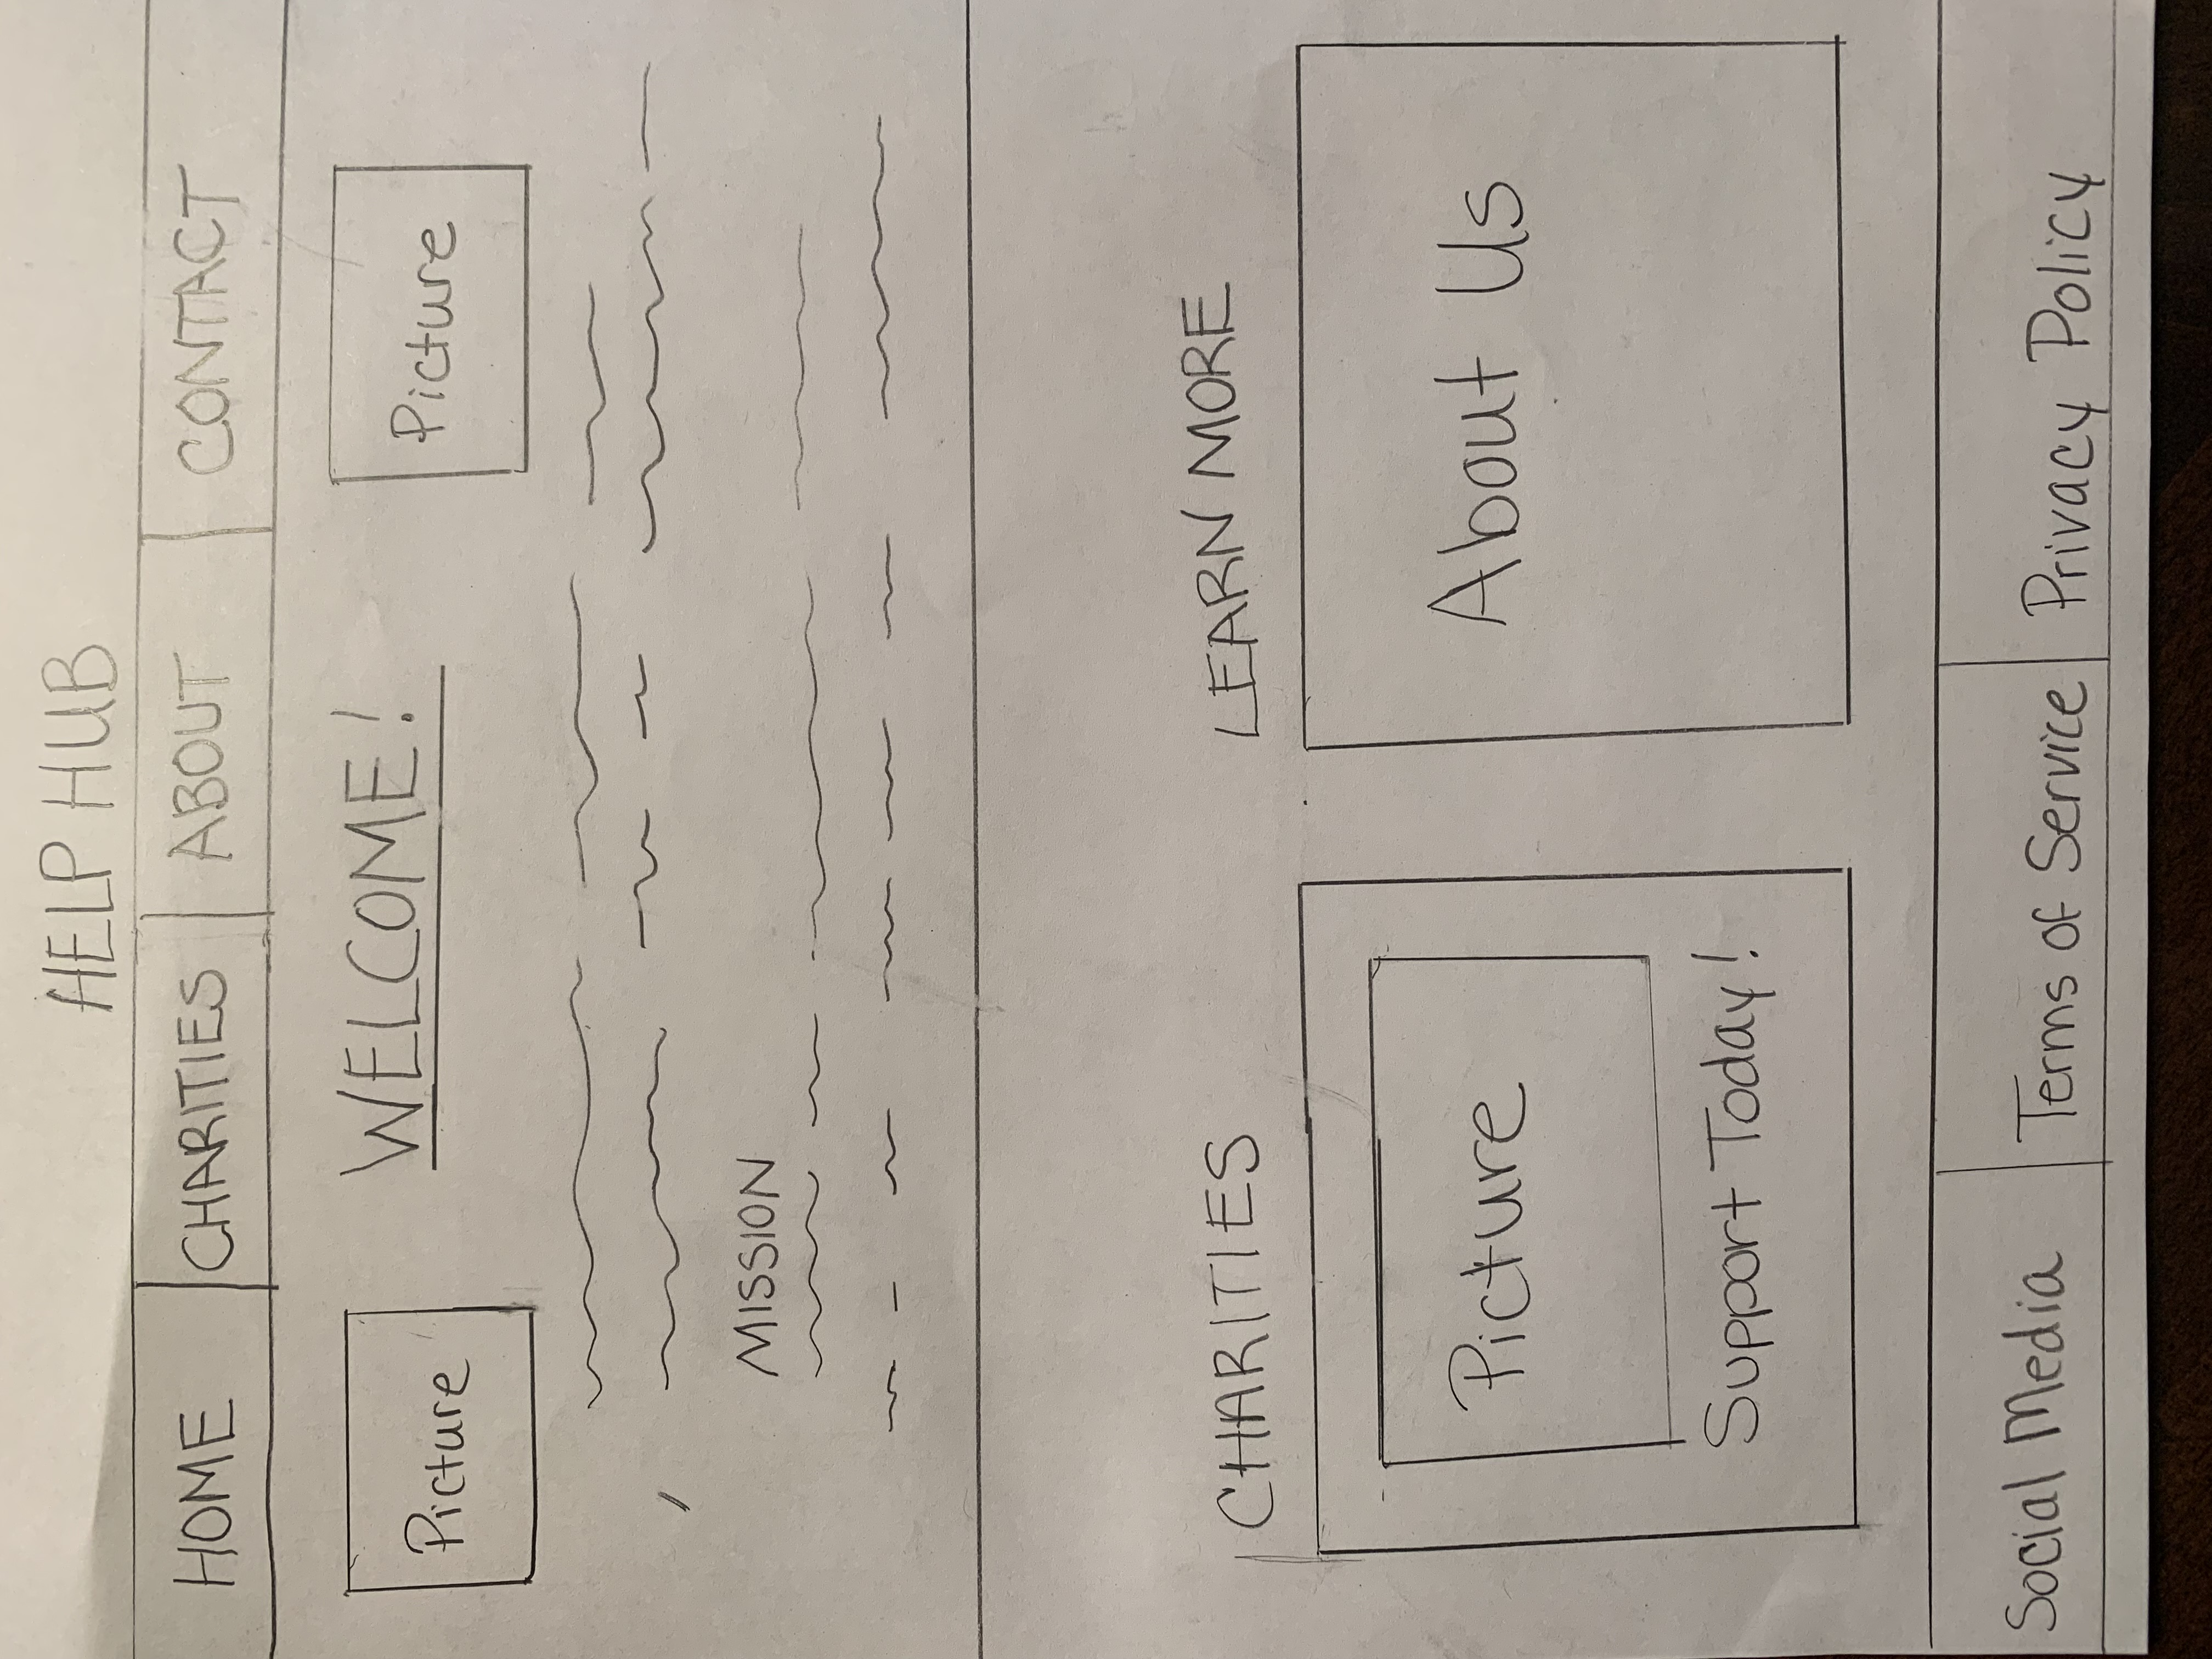 HELP HUB
HOME CHARITIES ABOUT CONTACT
WELCOME!
Picture Picture
MISSION
CHARITIES LEARN MORE
Picture About Us
Support Today!
Social Media Terms of Service Privacy Policy